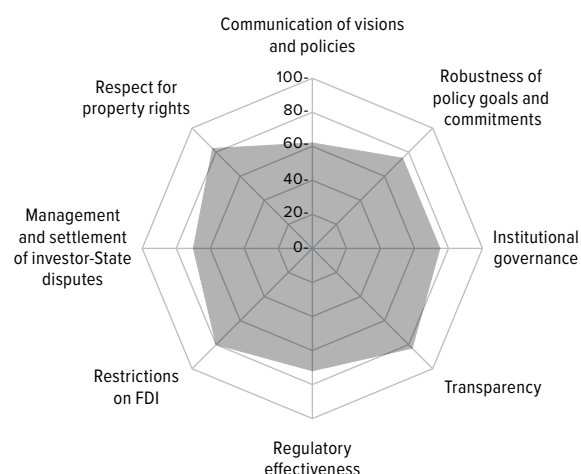 Communication of visions
and policies
Robustness of
policy goals and
commitments
Institutional
governance
Transparency
Regulatory
effectiveness
Restrictions
on FDI
Management
and settlement
of investor-State
disputes
Respect for
property rights
100-
80-
60-
40-
20-
0-